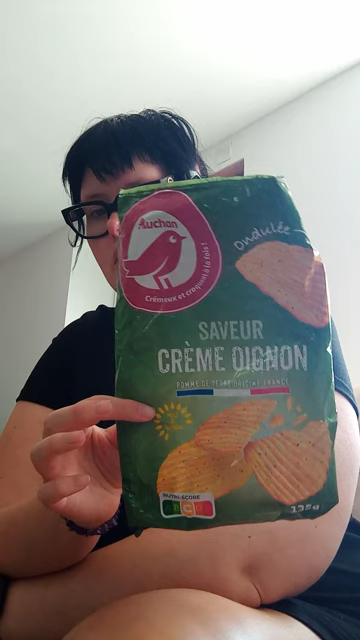 Auchan
Crémeux et croquant à la fois !
Ondulée
SAVEUR
CRÈME OIGNON
POMME DE TERRE ORIGINE FRANCE
NUTRI-SCORE
135g